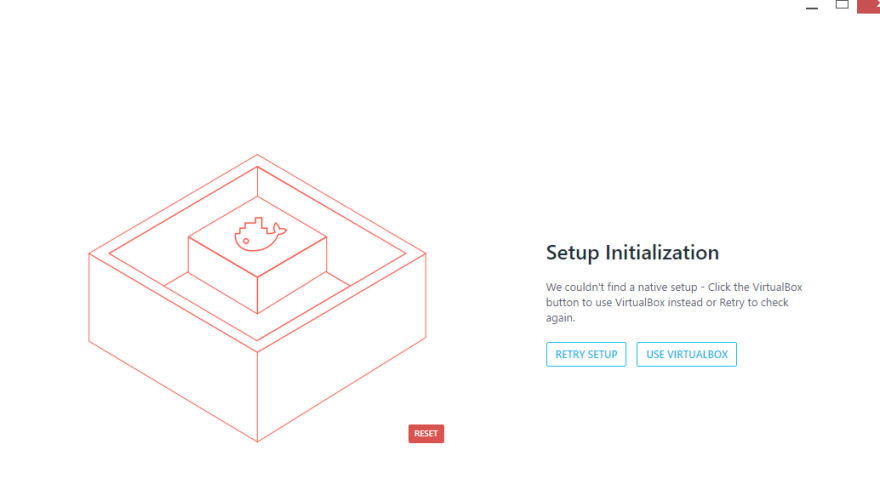 Setup Initialization
We couldn't find a native setup - Click the VirtualBox
button to use VirtualBox instead or Retry to check
again.
RETRY SETUP USE VIRTUALBOX
RESET